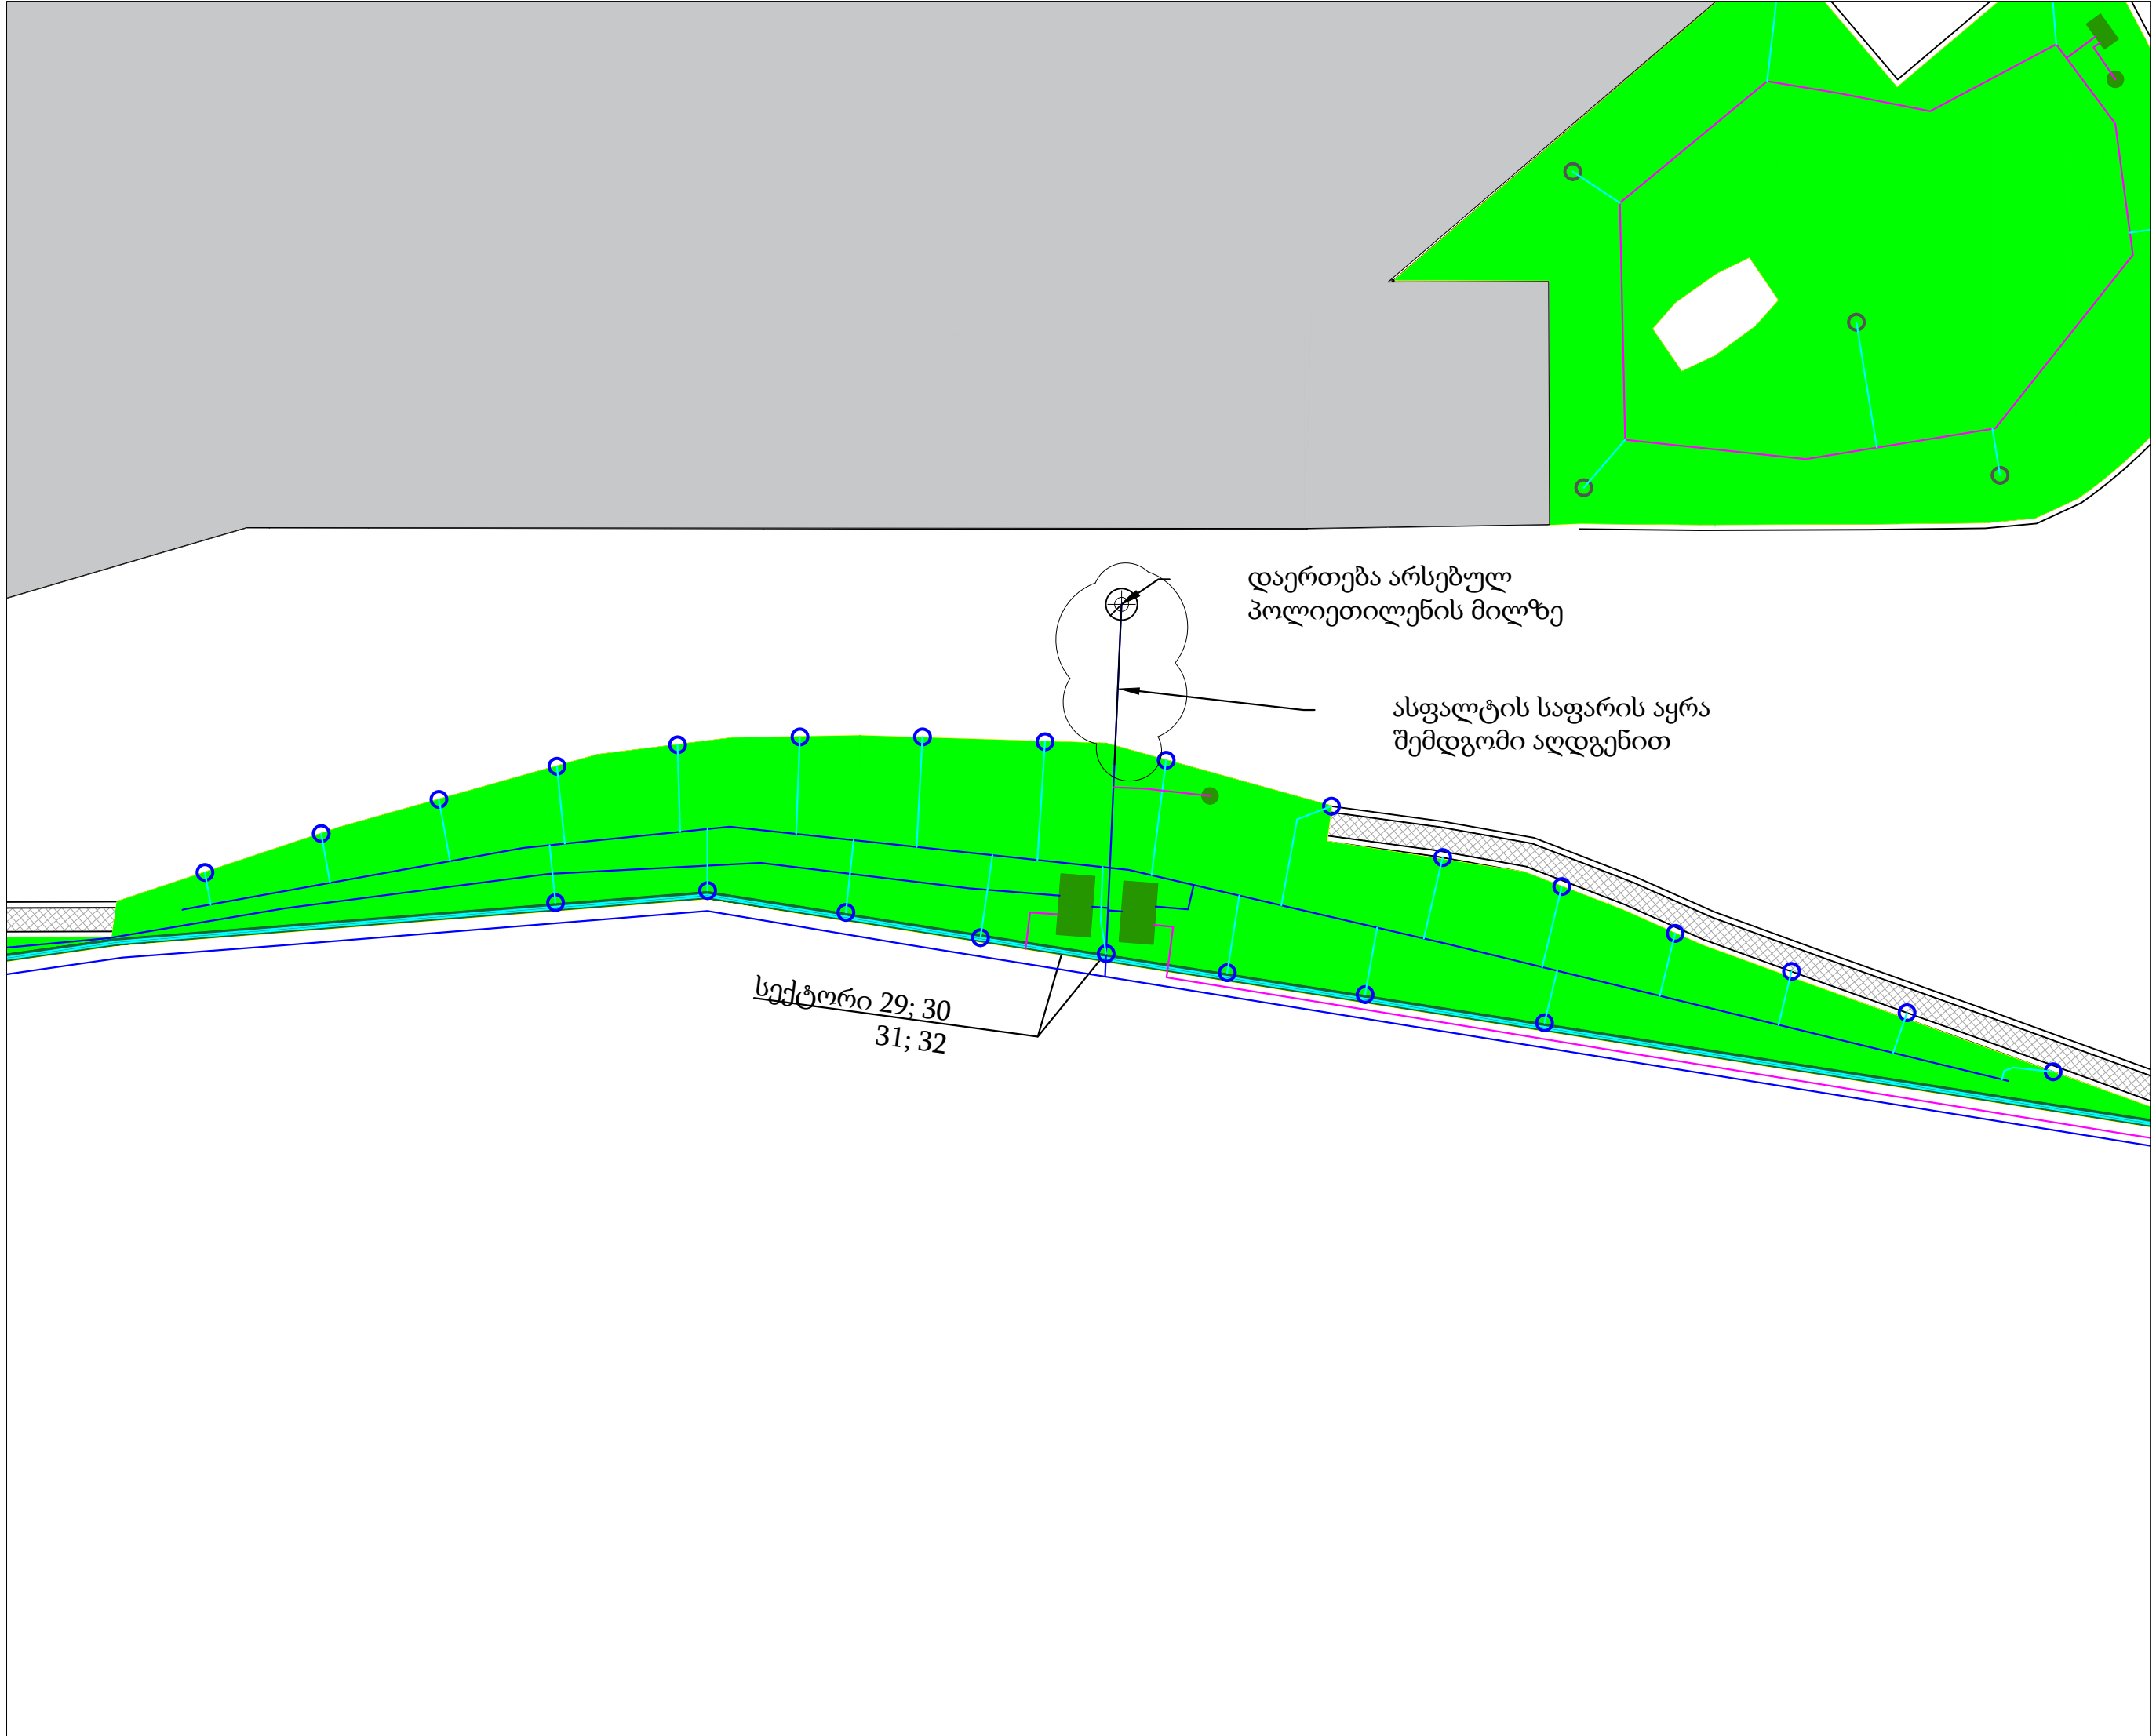 დაერთება არსებულ
პოლიეთილენის მილზე
ასფალტის საფარის აყრა
შემდგომი აღდგენით
სექტორი 29; 30
31; 32